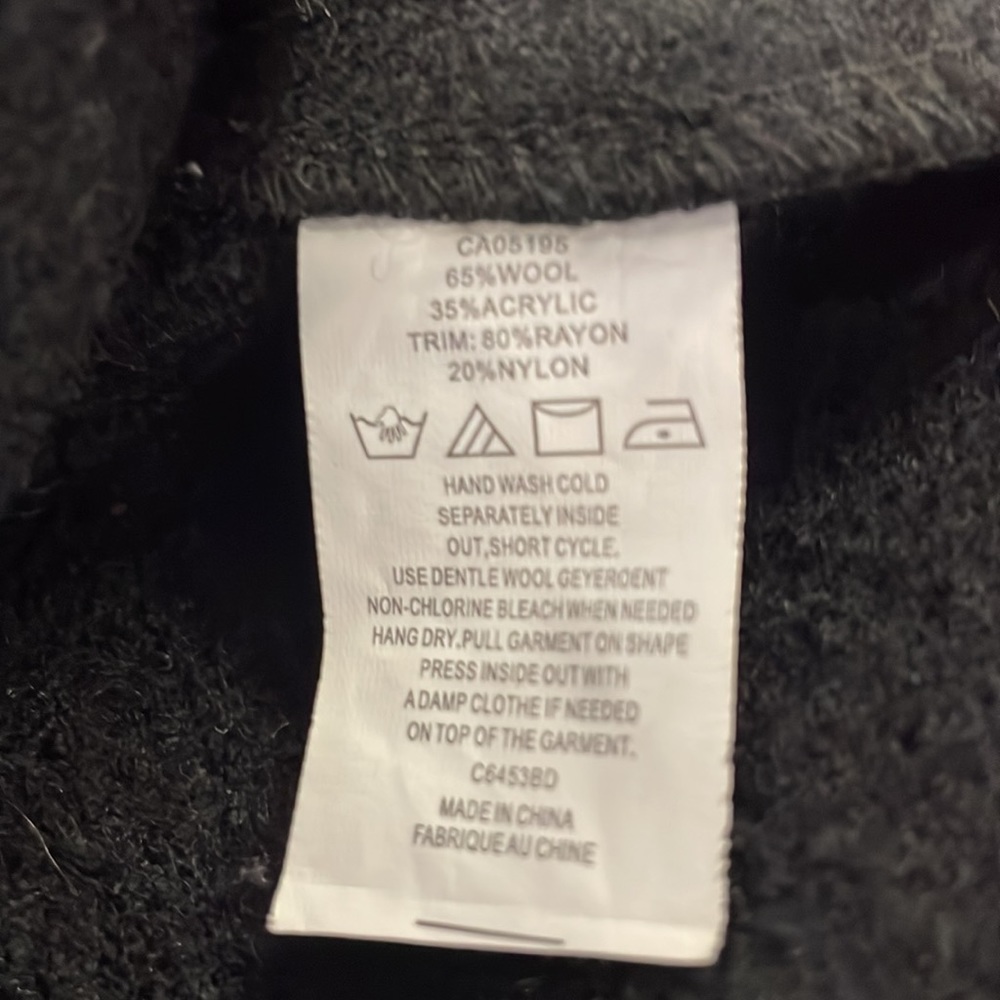 CA05195
65%WOOL
35%ACRYLIC
TRIM: 80%RAYON
20%NYLON
HAND WASH COLD
SEPARATELY INSIDE
OUT,SHORT CYCLE.
USE DENTLE WOOL GEYEROENT
NON-CHLORINE BLEACH WHEN NEEDED
HANG DRY.PULL GARMENT ON SHAPE
PRESS INSIDE OUT WITH
A DAMP CLOTHE IF NEEDED
ON TOP OF THE GARMENT.
C6453BD
MADE IN CHINA
FABRIQUE AU CHINE